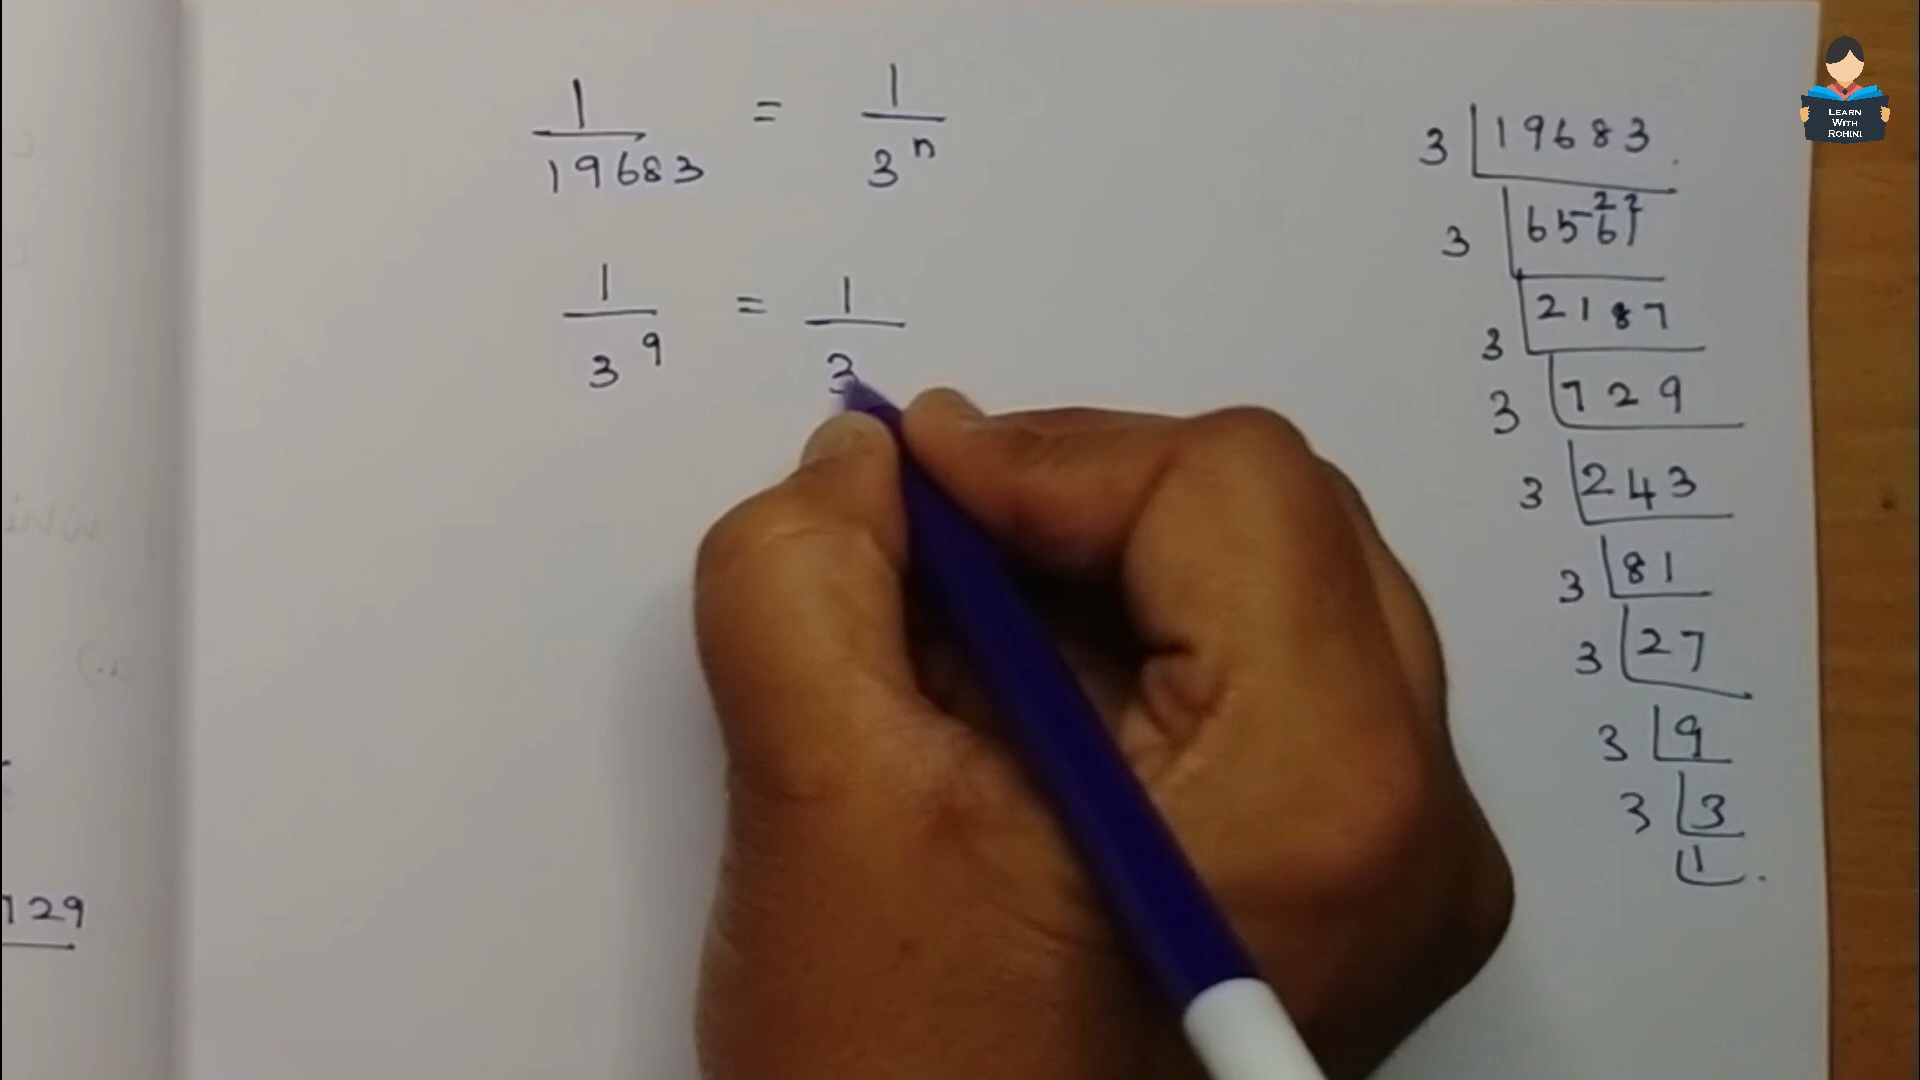 1/19683 = 1/3^n
1/3^9 = 1/3
3 | 19683
3 | 6561
3 | 2187
3 | 729
3 | 243
3 | 81
3 | 27
3 | 9
3 | 3
1
729
LEARN
WITH
ROHINI